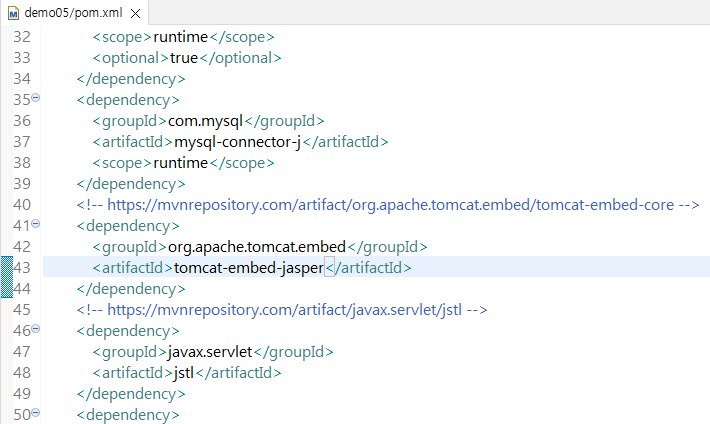 demo05/pom.xml
32 <scope>runtime</scope>
33 <optional>true</optional>
34 </dependency>
35 <dependency>
36 <groupId>com.mysql</groupId>
37 <artifactId>mysql-connector-j</artifactId>
38 <scope>runtime</scope>
39 </dependency>
40 <!-- https://mvnrepository.com/artifact/org.apache.tomcat.embed/tomcat-embed-core -->
41 <dependency>
42 <groupId>org.apache.tomcat.embed</groupId>
43 <artifactId>tomcat-embed-jasper</artifactId>
44 </dependency>
45 <!-- https://mvnrepository.com/artifact/javax.servlet/jstl -->
46 <dependency>
47 <groupId>javax.servlet</groupId>
48 <artifactId>jstl</artifactId>
49 </dependency>
50 <dependency>